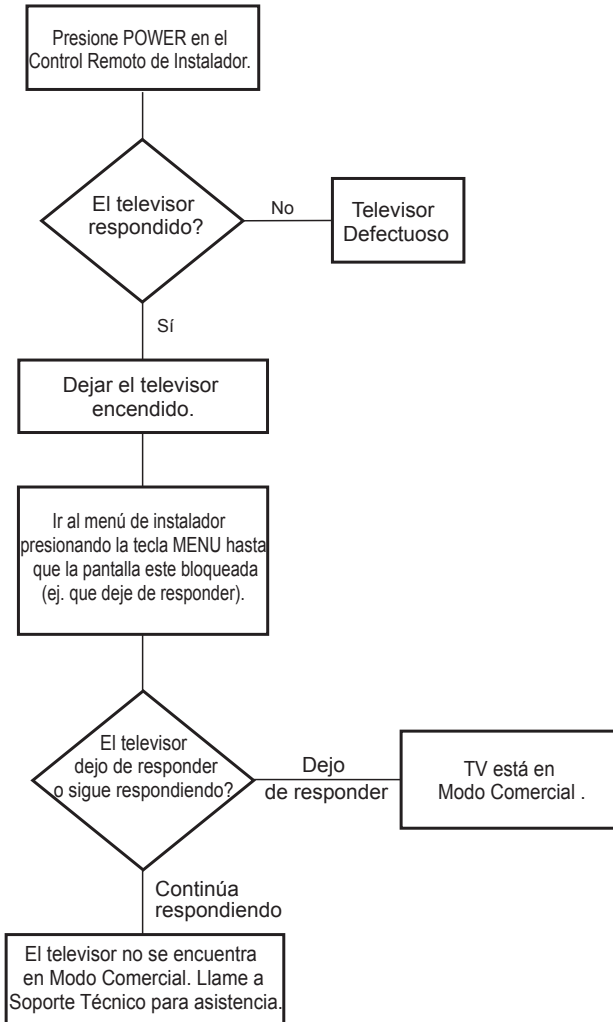 Presione POWER en el
Control Remoto de Instalador.
El televisor
respondido?
No
Televisor
Defectuoso
Sí
Dejar el televisor
encendido.
Ir al menú de instalador
presionando la tecla MENU hasta
que la pantalla este bloqueada
(ej. que deje de responder).
El televisor
dejo de responder
o sigue respondiendo?
Dejo
de responder
TV está en
Modo Comercial .
Continúa
respondiendo
El televisor no se encuentra
en Modo Comercial. Llame a
Soporte Técnico para asistencia.